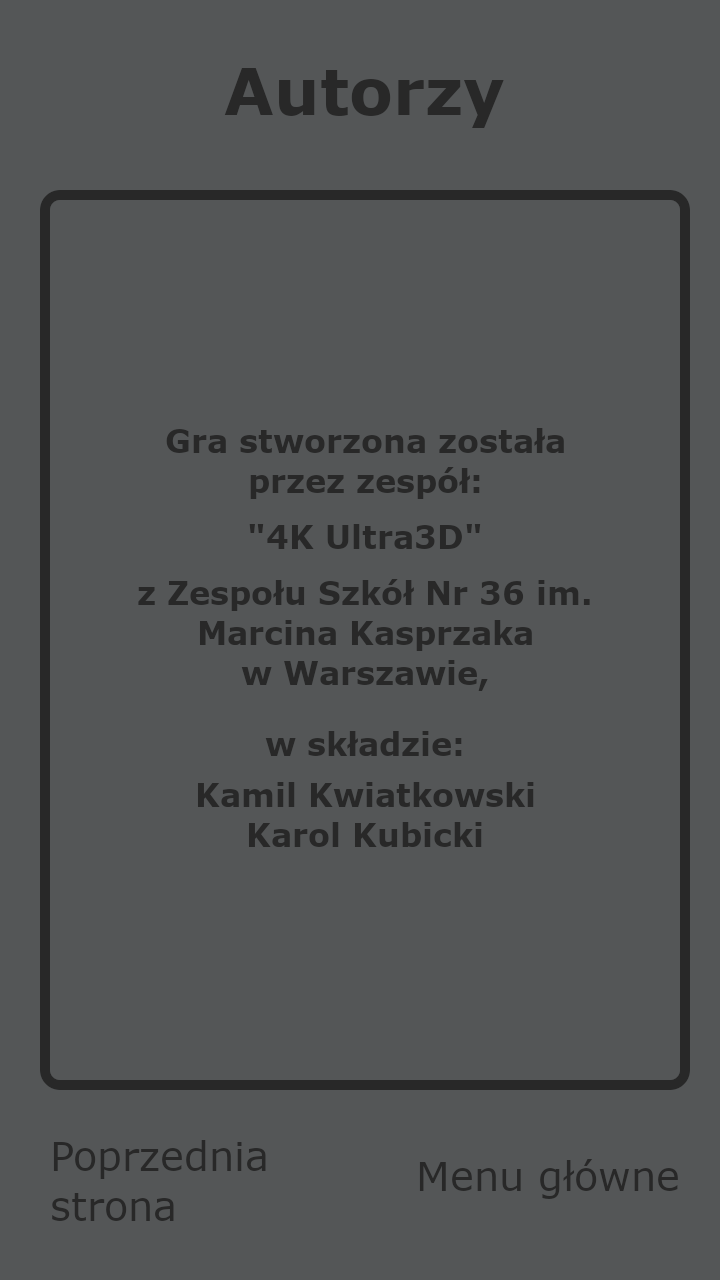 Autorzy
Gra stworzona została
przez zespół:
"4K Ultra3D"
z Zespołu Szkół Nr 36 im.
Marcina Kasprzaka
w Warszawie,
w składzie:
Kamil Kwiatkowski
Karol Kubicki
Poprzednia
strona
Menu główne